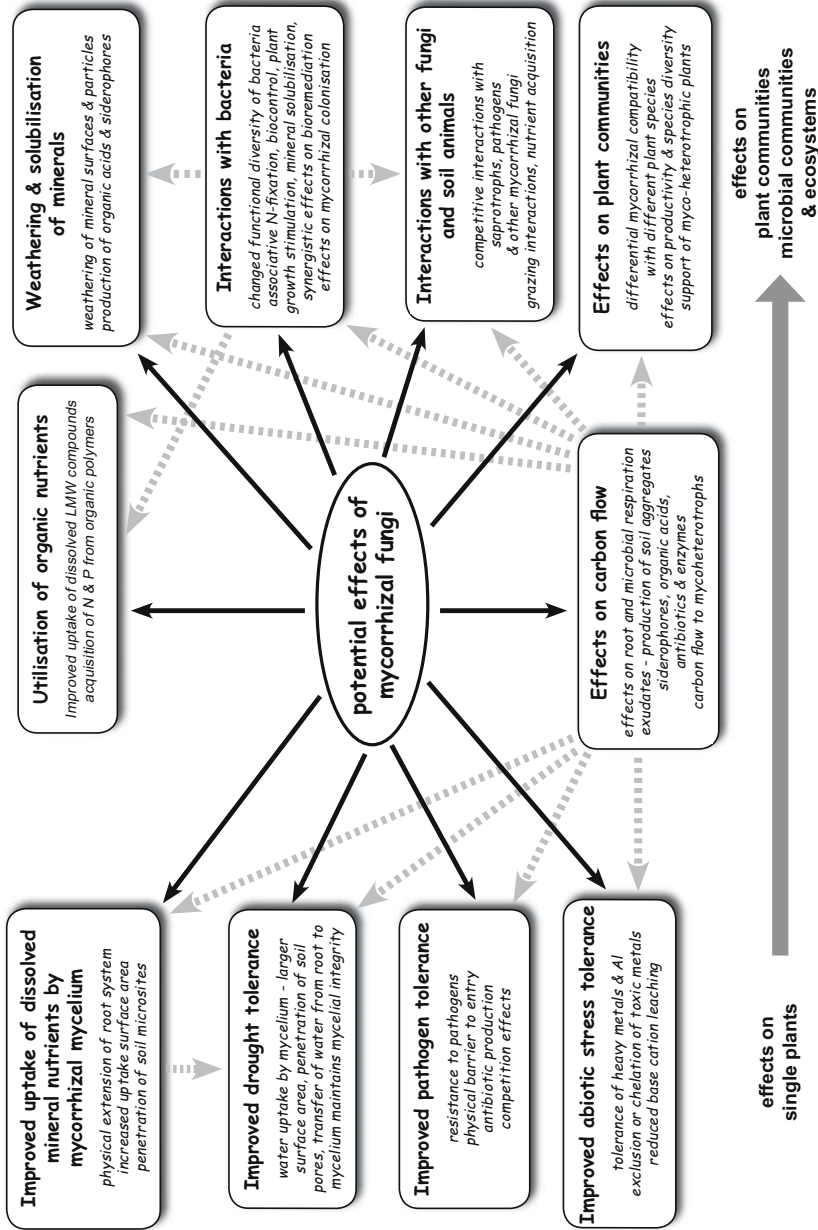 Improved uptake of dissolved
mineral nutrients by
mycorrhizal mycelium
physical extension of root system
increased uptake surface area
penetration of soil microsites
Improved drought tolerance
water uptake by mycelium - larger
surface area, penetration of soil
pores, transfer of water from root to
mycelium maintains mycelial integrity
Improved pathogen tolerance
resistance to pathogens
physical barrier to entry
antibiotic production
competition effects
Improved abiotic stress tolerance
tolerance of heavy metals & Al
exclusion or chelation of toxic metals
reduced base cation leaching
Utilisation of organic nutrients
Improved uptake of dissolved LMW compounds
acquisition of N & P from organic polymers
potential effects of
mycorrhizal fungi
Effects on carbon flow
effects on root and microbial respiration
exudates - production of soil aggregates
siderophores, organic acids,
antibiotics & enzymes
carbon flow to mycoheterotrophs
Weathering & solubilisation
of minerals
weathering of mineral surfaces & particles
production of organic acids & siderophores
Interactions with bacteria
changed functional diversity of bacteria
associative N-fixation, biocontrol, plant
growth stimulation, mineral solubilisation,
synergistic effects on bioremediation
effects on mycorrhizal colonisation
Interactions with other fungi
and soil animals
competitive interactions with
saprotrophs, pathogens
& other mycorrhizal fungi
grazing interactions, nutrient acquisition
Effects on plant communities
differential mycorrhizal compatibility
with different plant species
effects on productivity & species diversity
support of myco-heterotrophic plants
effects on
single plants
effects on
plant communities
microbial communities
& ecosystems